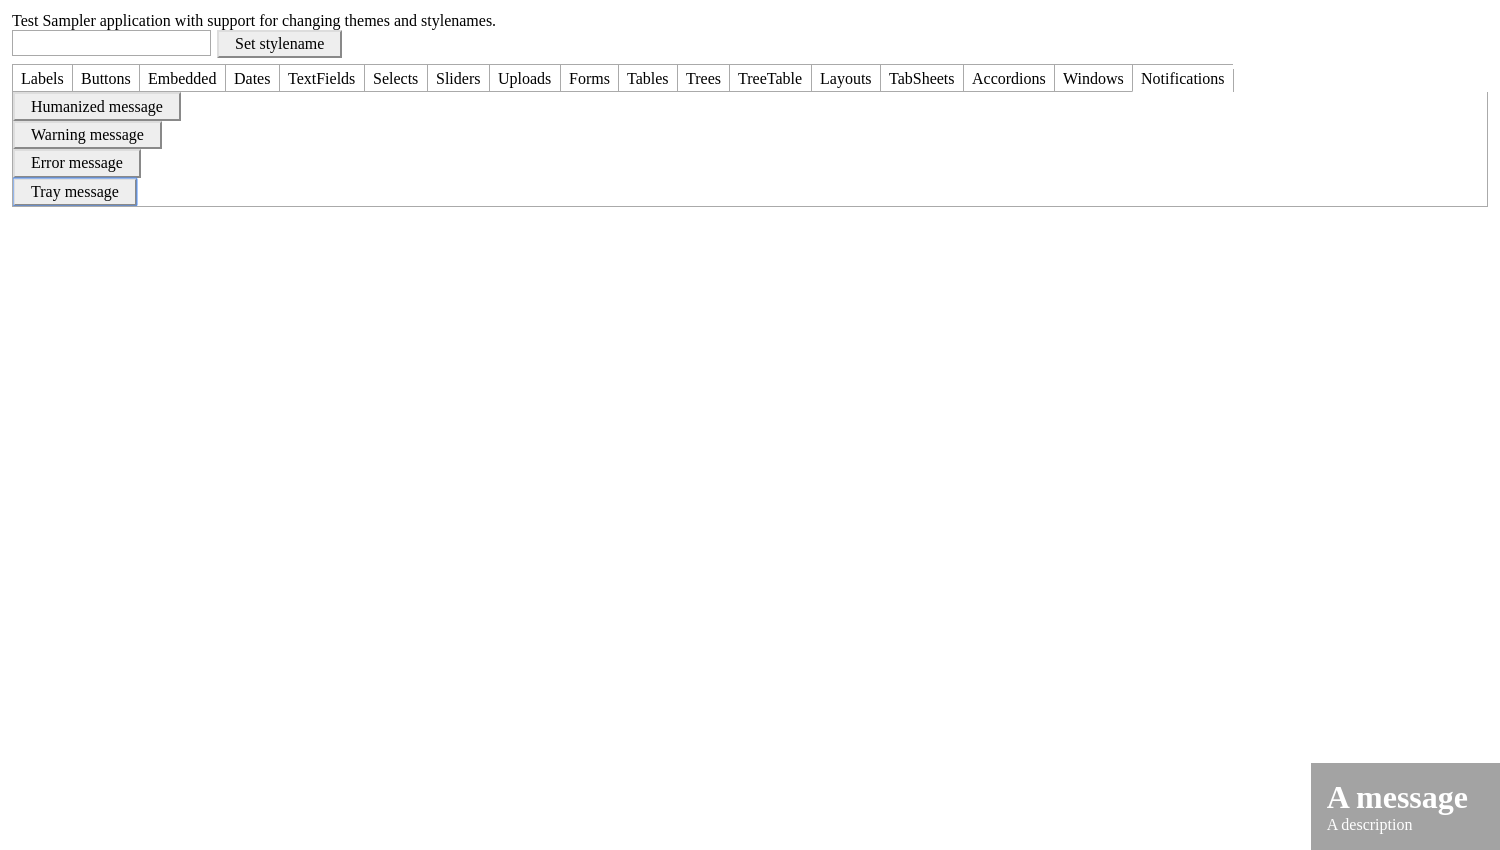 Test Sampler application with support for changing themes and stylenames.
Set stylename
Labels Buttons Embedded Dates TextFields Selects Sliders Uploads Forms Tables Trees TreeTable Layouts TabSheets Accordions Windows Notifications
Humanized message
Warning message
Error message
Tray message
A message
A description